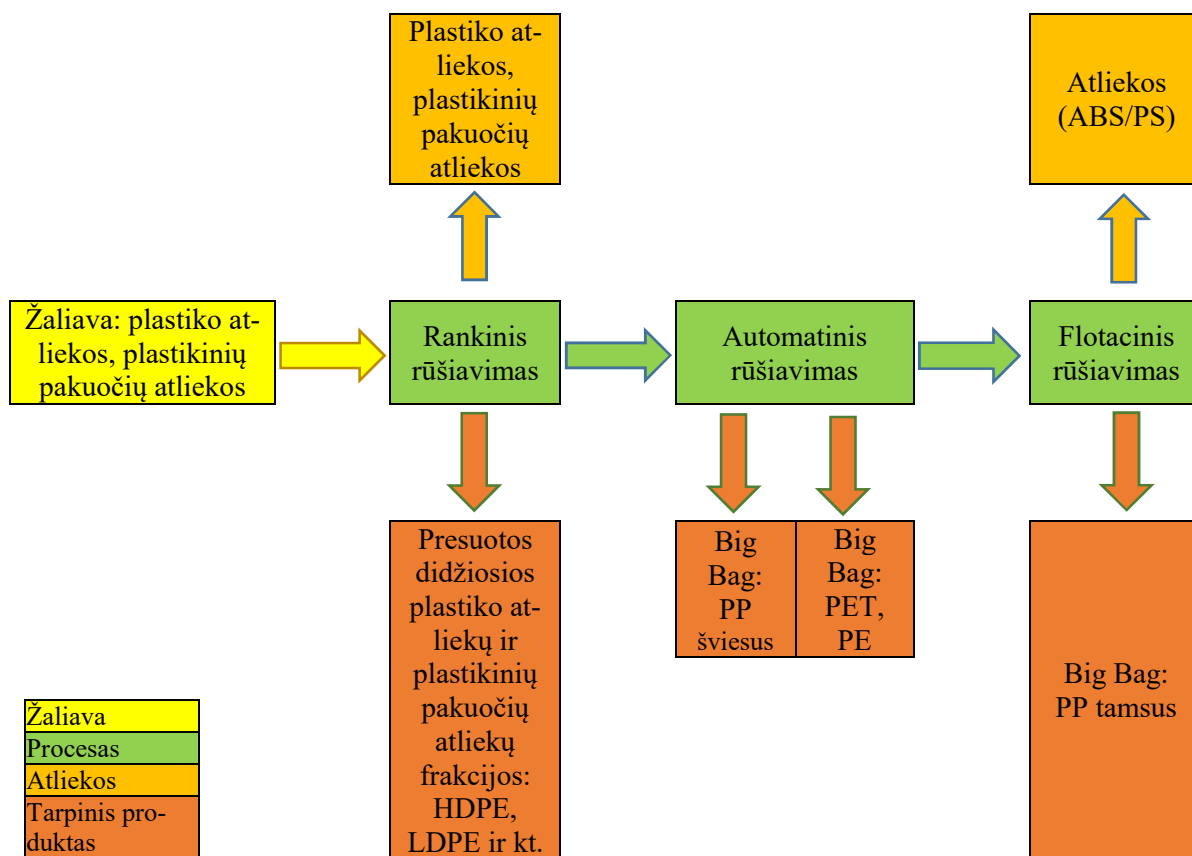 Plastiko at-
liekos,
plastikinių
pakuočių
atliekos
Atliekos
(ABS/PS)
Žaliava: plastiko at-
liekos, plastikinių
pakuočių atliekos
Rankinis
rūšiavimas
Automatinis
rūšiavimas
Flotacinis
rūšiavimas
Presuotos
didžiosios
plastiko at-
liekų ir
plastikinių
pakuočių
atliekų
frakcijos:
HDPE,
LDPE ir kt.
Big
Bag:
PP
šviesus
Big
Bag:
PET,
PE
Big Bag:
PP tamsus
Žaliava
Procesas
Atliekos
Tarpinis pro-
duktas